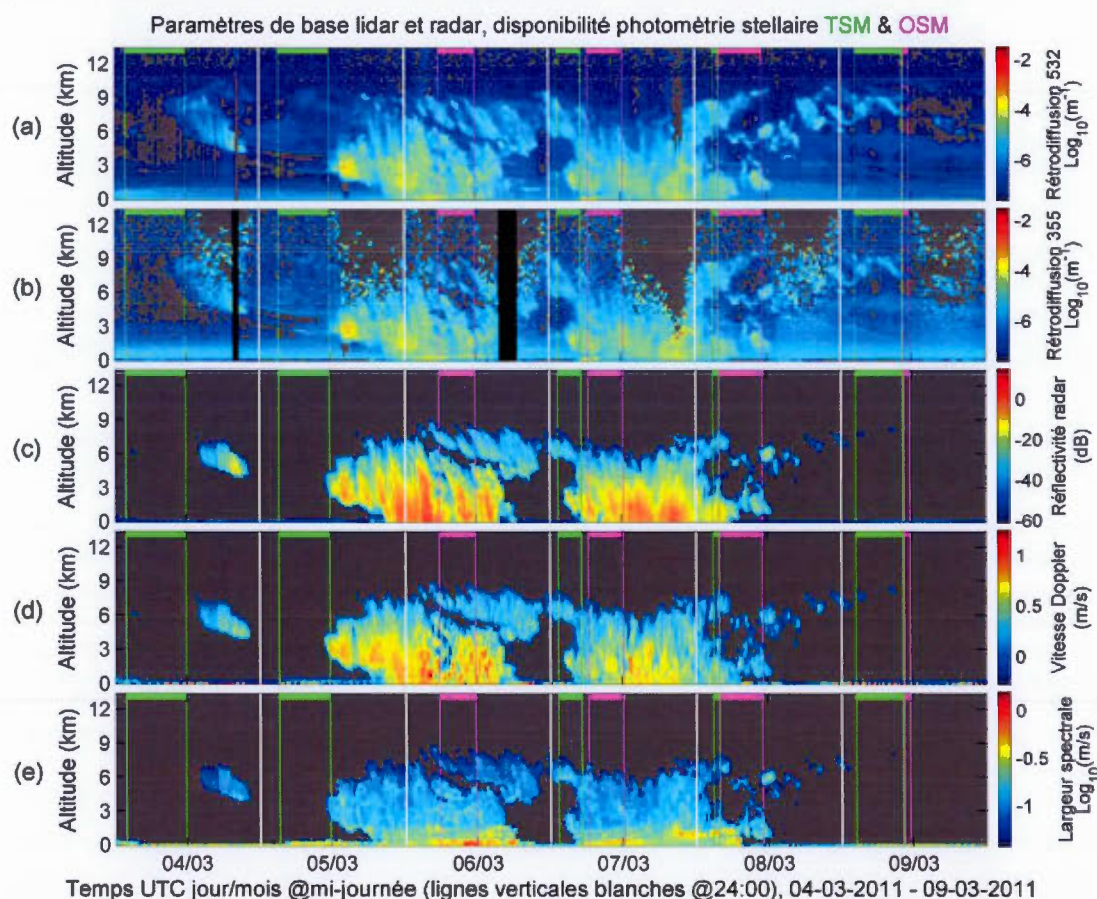 Paramètres de base lidar et radar, disponibilité photométrie stellaire TSM & OSM
(a)
Altitude (km)
12
9
6
3
0
-2
-4
-6
Rétrodiffusion 532
Log10(m-1)
(b)
Altitude (km)
12
9
6
3
0
-2
-4
-6
Rétrodiffusion 355
Log10(m-1)
(c)
Altitude (km)
12
9
6
3
0
0
-20
-40
-60
Réflectivité radar
(dB)
(d)
Altitude (km)
12
9
6
3
0
1
0.5
0
Vitesse Doppler
(m/s)
(e)
Altitude (km)
12
9
6
3
0
0
-0.5
-1
Largeur spectrale
Log10(m/s)
04/03 05/03 06/03 07/03 08/03 09/03
Temps UTC jour/mois @mi-journée (lignes verticales blanches @24:00), 04-03-2011 - 09-03-2011